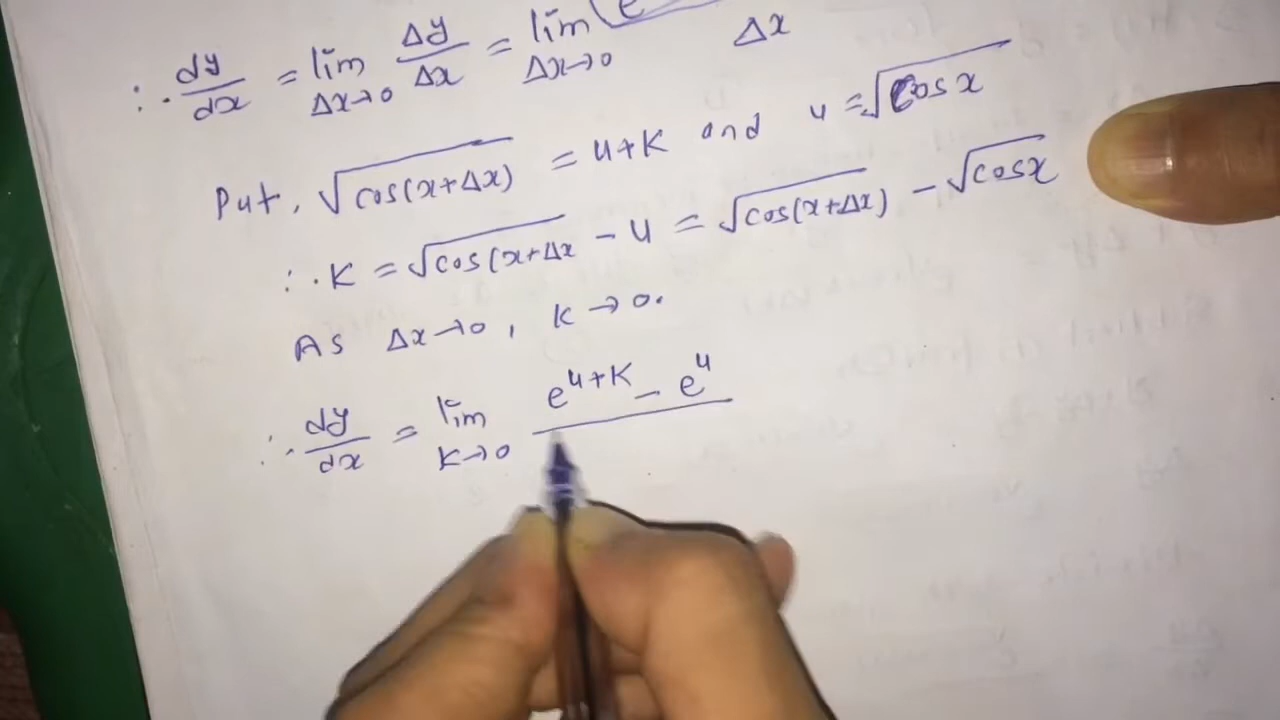 ∴ dy/dx = lim Δx→0 Δy/Δx = lim Δx→0 e / Δx
Put, √cos(x+Δx) = u+K and u = √cos x
∴ K = √cos(x+Δx - u = √cos(x+Δx) - √cosx
As Δx→0, K→0.
∴ dy/dx = lim K→0 e^u+K - e^u